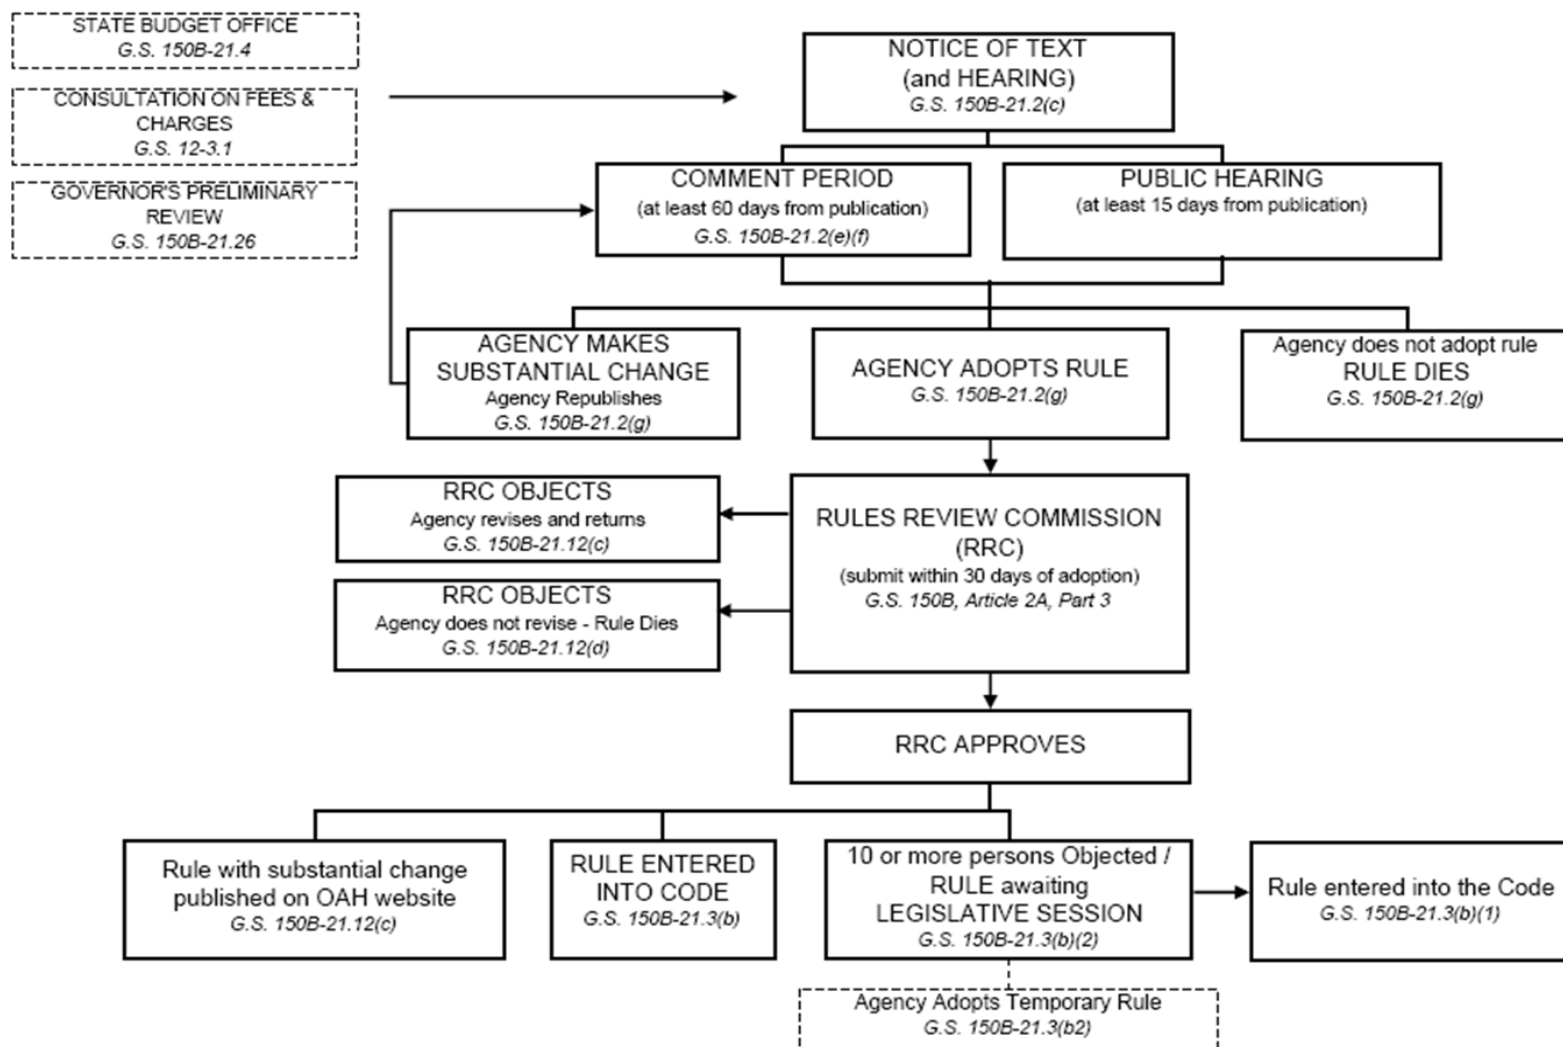 STATE BUDGET OFFICE
G.S. 150B-21.4
CONSULTATION ON FEES &
CHARGES
G.S. 12-3.1
GOVERNOR'S PRELIMINARY
REVIEW
G.S. 150B-21.26
NOTICE OF TEXT
(and HEARING)
G.S. 150B-21.2(c)
COMMENT PERIOD
(at least 60 days from publication)
G.S. 150B-21.2(e)(f)
PUBLIC HEARING
(at least 15 days from publication)
AGENCY MAKES
SUBSTANTIAL CHANGE
Agency Republishes
G.S. 150B-21.2(g)
AGENCY ADOPTS RULE
G.S. 150B-21.2(g)
Agency does not adopt rule
RULE DIES
G.S. 150B-21.2(g)
RRC OBJECTS
Agency revises and returns
G.S. 150B-21.12(c)
RRC OBJECTS
Agency does not revise - Rule Dies
G.S. 150B-21.12(d)
RULES REVIEW COMMISSION
(RRC)
(submit within 30 days of adoption)
G.S. 150B, Article 2A, Part 3
RRC APPROVES
Rule with substantial change
published on OAH website
G.S. 150B-21.12(c)
RULE ENTERED
INTO CODE
G.S. 150B-21.3(b)
10 or more persons Objected /
RULE awaiting
LEGISLATIVE SESSION
G.S. 150B-21.3(b)(2)
Rule entered into the Code
G.S. 150B-21.3(b)(1)
Agency Adopts Temporary Rule
G.S. 150B-21.3(b2)